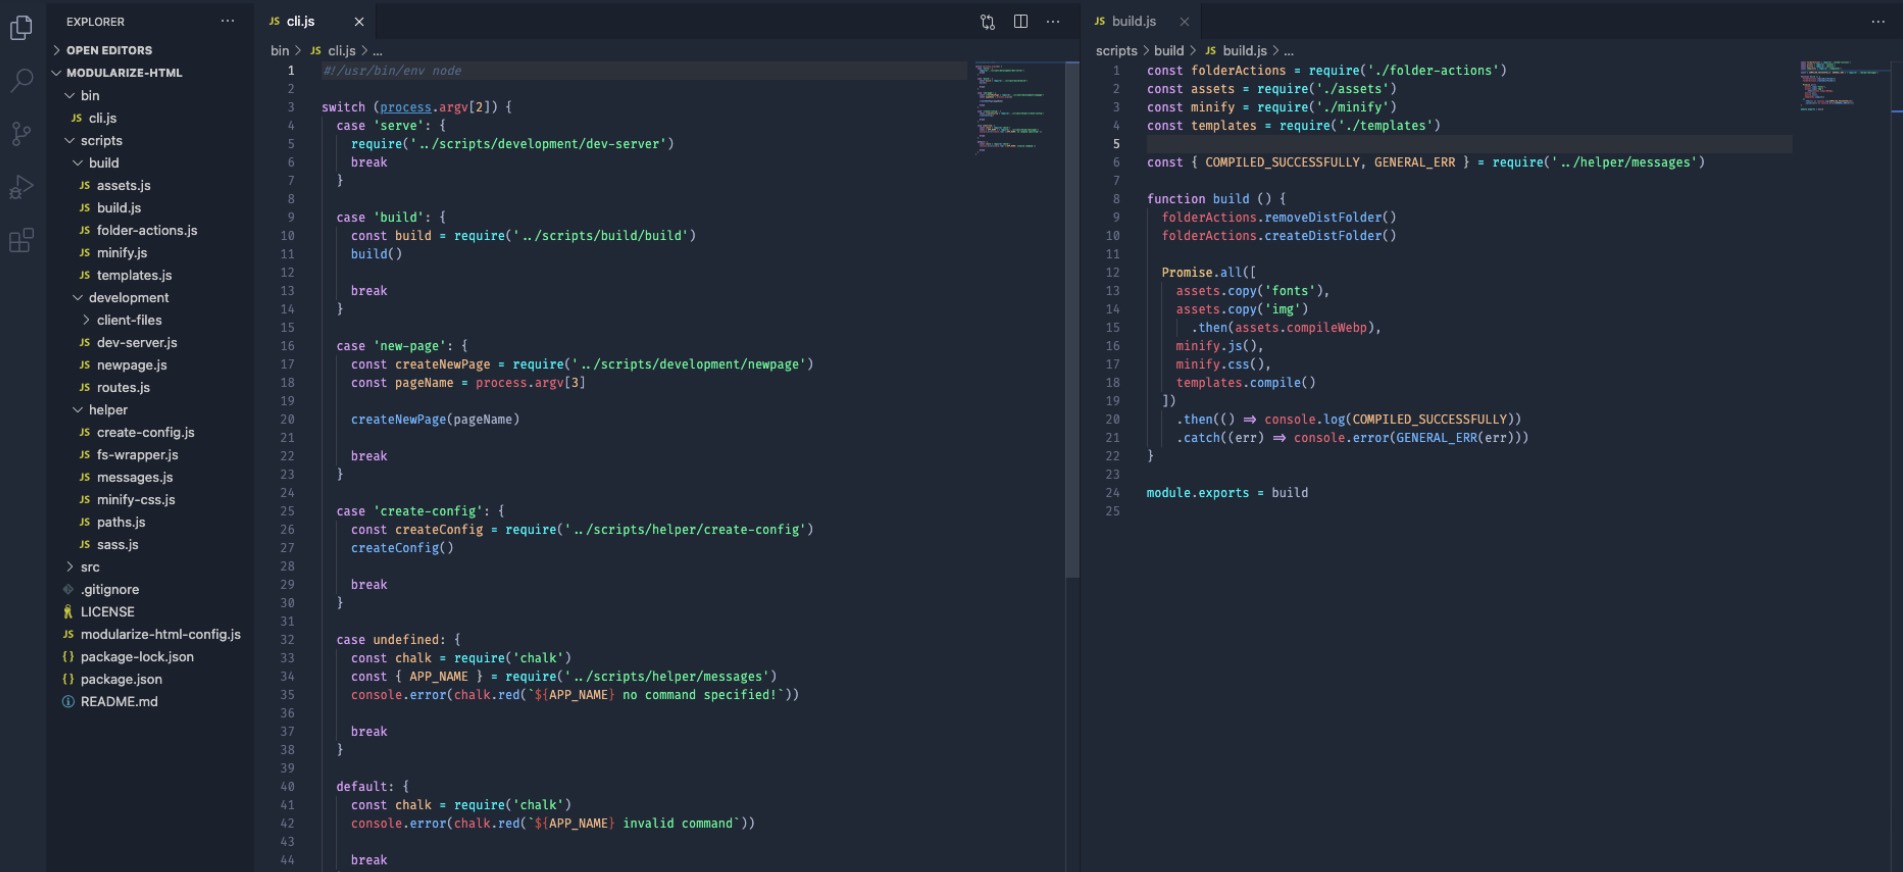 EXPLORER ...
OPEN EDITORS
MODULARIZE-HTML
bin
JS cli.js
scripts
build
JS assets.js
JS build.js
JS folder-actions.js
JS minify.js
JS templates.js
development
client-files
JS dev-server.js
JS newpage.js
JS routes.js
helper
JS create-config.js
JS fs-wrapper.js
JS messages.js
JS minify-css.js
JS paths.js
JS sass.js
src
.gitignore
LICENSE
JS modularize-html-config.js
{} package-lock.json
{} package.json
README.md
JS cli.js ...
bin > JS cli.js > ...
1 #!/usr/bin/env node
2
3 switch (process.argv[2]) {
4 case 'serve': {
5 require('../scripts/development/dev-server')
6 break
7 }
8
9 case 'build': {
10 const build = require('../scripts/build/build')
11 build()
12
13 break
14 }
15
16 case 'new-page': {
17 const createNewPage = require('../scripts/development/newpage')
18 const pageName = process.argv[3]
19
20 createNewPage(pageName)
21
22 break
23 }
24
25 case 'create-config': {
26 const createConfig = require('../scripts/helper/create-config')
27 createConfig()
28
29 break
30 }
31
32 case undefined: {
33 const chalk = require('chalk')
34 const { APP_NAME } = require('../scripts/helper/messages')
35 console.error(chalk.red(`${APP_NAME} no command specified!`))
36
37 break
38 }
39
40 default: {
41 const chalk = require('chalk')
42 console.error(chalk.red(`${APP_NAME} invalid command`))
43
44 break
JS build.js ...
scripts > build > JS build.js > ...
1 const folderActions = require('./folder-actions')
2 const assets = require('./assets')
3 const minify = require('./minify')
4 const templates = require('./templates')
5
6 const { COMPILED_SUCCESSFULLY, GENERAL_ERR } = require('../helper/messages')
7
8 function build () {
9 folderActions.removeDistFolder()
10 folderActions.createDistFolder()
11
12 Promise.all([
13 assets.copy('fonts'),
14 assets.copy('img')
15 .then(assets.compileWebp),
16 minify.js(),
17 minify.css(),
18 templates.compile()
19 ])
20 .then(() => console.log(COMPILED_SUCCESSFULLY))
21 .catch((err) => console.error(GENERAL_ERR(err)))
22 }
23
24 module.exports = build
25